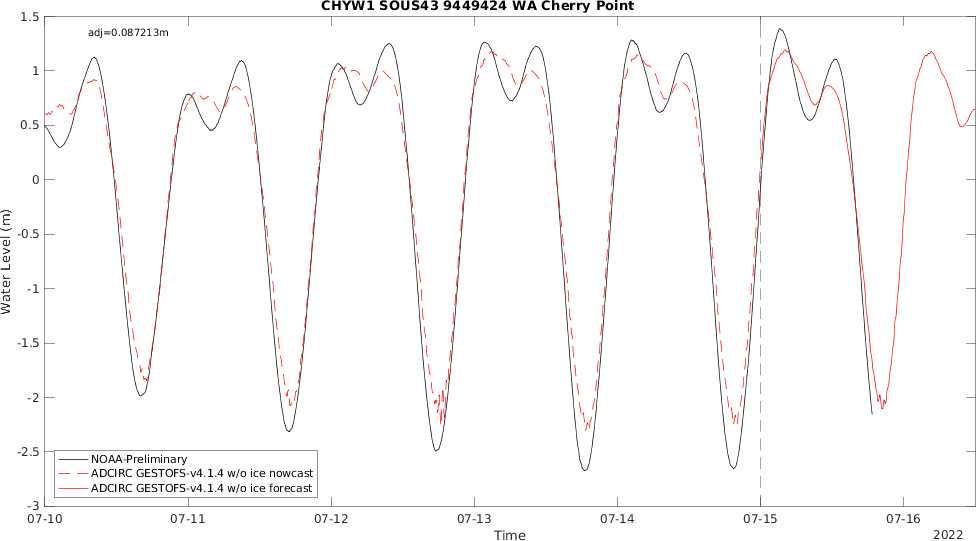 CHYW1 SOUS43 9449424 WA Cherry Point
adj=0.087213m
1.5
1
0.5
0
-0.5
-1
-1.5
-2
-2.5
-3
Water Level (m)
NOAA-Preliminary
ADCIRC GESTOFS-v4.1.4 w/o ice nowcast
ADCIRC GESTOFS-v4.1.4 w/o ice forecast
07-10 07-11 07-12 07-13 07-14 07-15 07-16
Time
2022